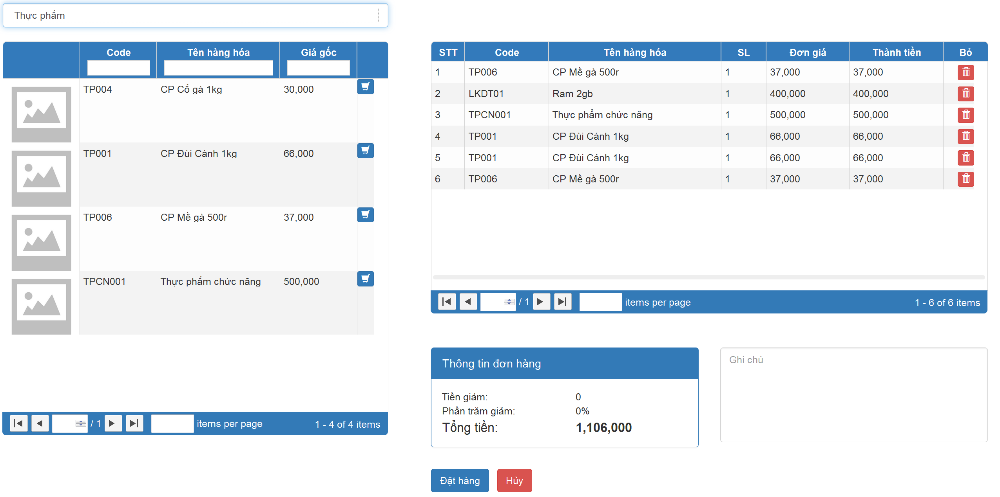 Thực phẩm
Code Tên hàng hóa Giá gốc
TP004 CP Cổ gà 1kg 30,000
TP001 CP Đùi Cánh 1kg 66,000
TP006 CP Mề gà 500r 37,000
TPCN001 Thực phẩm chức năng 500,000
/ 1 items per page 1 - 4 of 4 items
STT Code Tên hàng hóa SL Đơn giá Thành tiền Bỏ
1 TP006 CP Mề gà 500r 1 37,000 37,000
2 LKDT01 Ram 2gb 1 400,000 400,000
3 TPCN001 Thực phẩm chức năng 1 500,000 500,000
4 TP001 CP Đùi Cánh 1kg 1 66,000 66,000
5 TP001 CP Đùi Cánh 1kg 1 66,000 66,000
6 TP006 CP Mề gà 500r 1 37,000 37,000
/ 1 items per page 1 - 6 of 6 items
Thông tin đơn hàng
Tiền giảm: 0
Phần trăm giảm: 0%
Tổng tiền: 1,106,000
Ghi chú
Đặt hàng Hủy